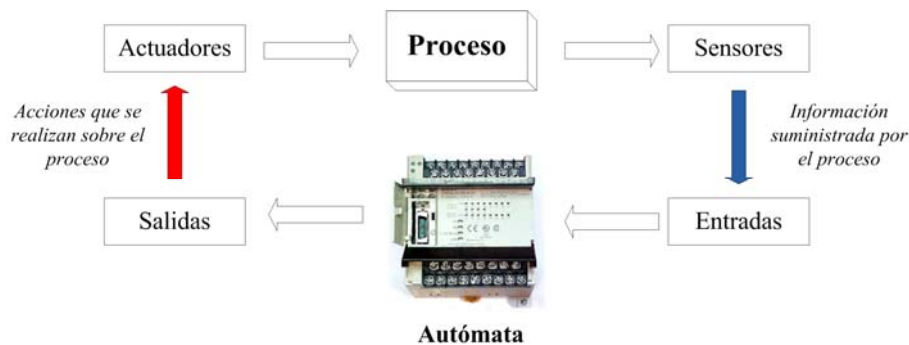 Actuadores
Proceso
Sensores
Acciones que se
realizan sobre el
proceso
Información
suministrada por
el proceso
Salidas
Entradas
Autómata